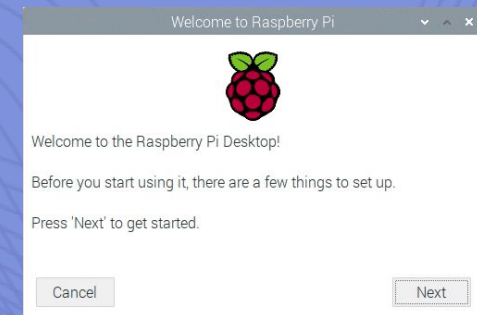 Welcome to Raspberry Pi
Welcome to the Raspberry Pi Desktop!
Before you start using it, there are a few things to set up.
Press 'Next' to get started.
Cancel
Next